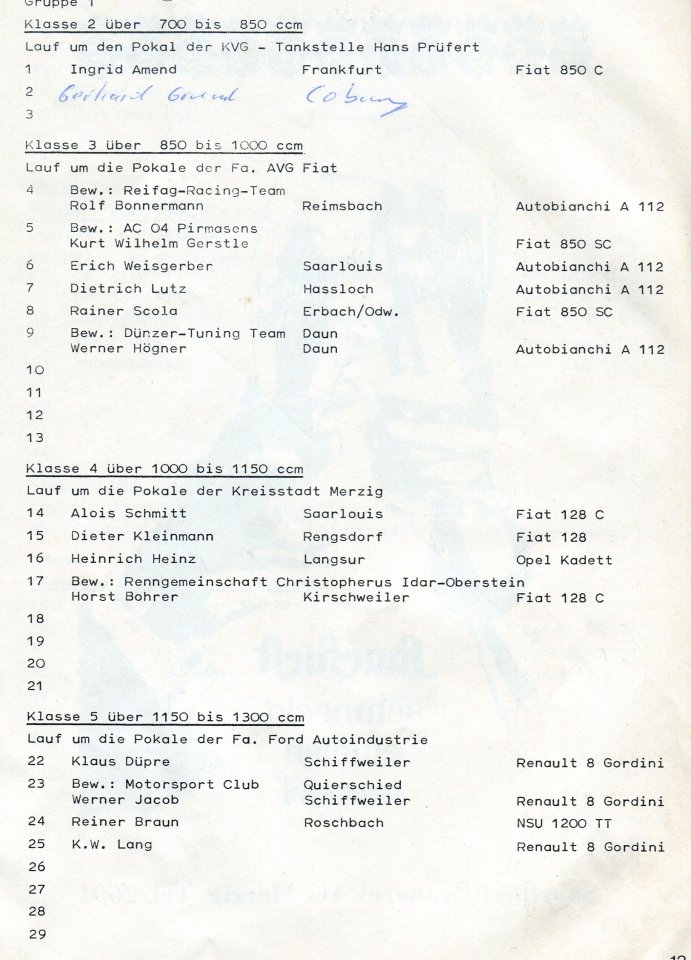 Gruppe 1
Klasse 2 über 700 bis 850 ccm
Lauf um den Pokal der KVG - Tankstelle Hans Prüfert
1 Ingrid Amend Frankfurt Fiat 850 C
2 Gerhard Coburg
3
Klasse 3 über 850 bis 1000 ccm
Lauf um die Pokale der Fa. AVG Fiat
4 Bew.: Reifag-Racing-Team
Rolf Bonnermann Reimsbach Autobianchi A 112
5 Bew.: AC 04 Pirmasens
Kurt Wilhelm Gerstle Fiat 850 SC
6 Erich Weisgerber Saarlouis Autobianchi A 112
7 Dietrich Lutz Hassloch Autobianchi A 112
8 Rainer Scola Erbach/Odw. Fiat 850 SC
9 Bew.: Dünzer-Tuning Team Daun
Werner Högner Daun Autobianchi A 112
10
11
12
13
Klasse 4 über 1000 bis 1150 ccm
Lauf um die Pokale der Kreisstadt Merzig
14 Alois Schmitt Saarlouis Fiat 128 C
15 Dieter Kleinmann Rengsdorf Fiat 128
16 Heinrich Heinz Langsur Opel Kadett
17 Bew.: Renngemeinschaft Christopherus Idar-Oberstein
Horst Bohrer Kirschweiler Fiat 128 C
18
19
20
21
Klasse 5 über 1150 bis 1300 ccm
Lauf um die Pokale der Fa. Ford Autoindustrie
22 Klaus Düpre Schiffweiler Renault 8 Gordini
23 Bew.: Motorsport Club Quierschied
Werner Jacob Schiffweiler Renault 8 Gordini
24 Reiner Braun Roschbach NSU 1200 TT
25 K.W. Lang Renault 8 Gordini
26
27
28
29